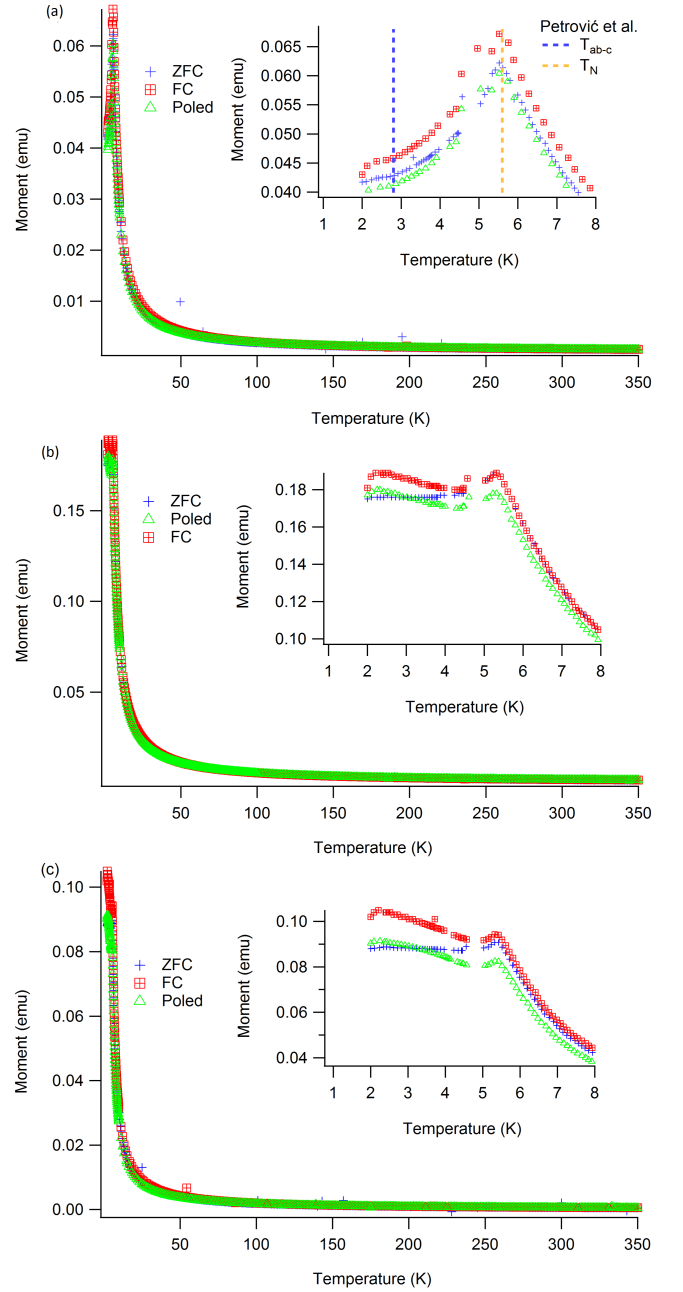 (a)
Moment (emu)
0.06
0.05
0.04
0.03
0.02
0.01
50
100
150
200
250
300
350
Temperature (K)
ZFC
FC
Poled
Petrović et al.
T_ab-c
T_N
Moment (emu)
0.065
0.060
0.055
0.050
0.045
0.040
1
2
3
4
5
6
7
8
Temperature (K)
(b)
Moment (emu)
0.15
0.10
0.05
50
100
150
200
250
300
350
Temperature (K)
ZFC
Poled
FC
Moment (emu)
0.18
0.16
0.14
0.12
0.10
1
2
3
4
5
6
7
8
Temperature (K)
(c)
Moment (emu)
0.10
0.08
0.06
0.04
0.02
0.00
50
100
150
200
250
300
350
Temperature (K)
ZFC
FC
Poled
Moment (emu)
0.10
0.08
0.06
0.04
1
2
3
4
5
6
7
8
Temperature (K)